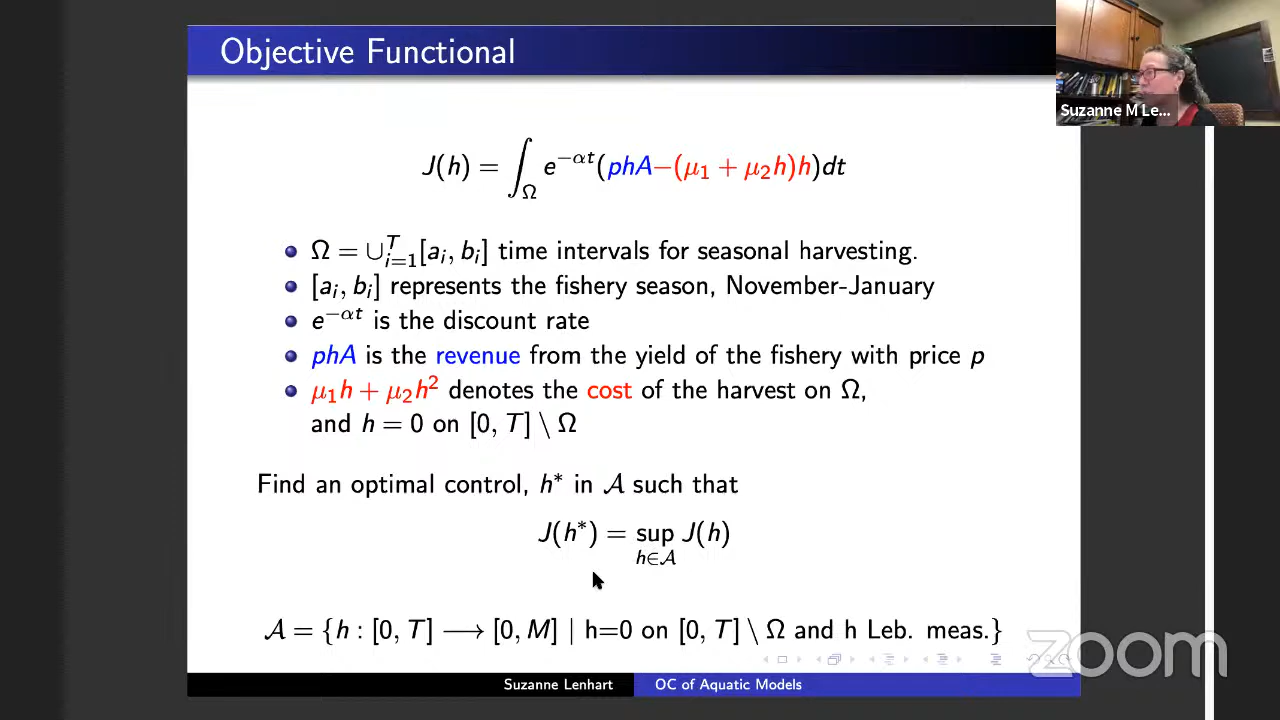 Objective Functional
Suzanne M Le...
J(h) = ∫_Ω e^{−αt}(phA−(μ₁ + μ₂h)h)dt
Ω = ∪_{i=1}^T [a_i, b_i] time intervals for seasonal harvesting.
[a_i, b_i] represents the fishery season, November-January
e^{−αt} is the discount rate
phA is the revenue from the yield of the fishery with price p
μ₁h + μ₂h² denotes the cost of the harvest on Ω,
and h = 0 on [0, T] \ Ω
Find an optimal control, h* in 𝒜 such that
J(h*) = sup_{h∈𝒜} J(h)
𝒜 = {h : [0, T] ⟶ [0, M] | h=0 on [0, T] \ Ω and h Leb. meas.}
zoom
Suzanne Lenhart OC of Aquatic Models